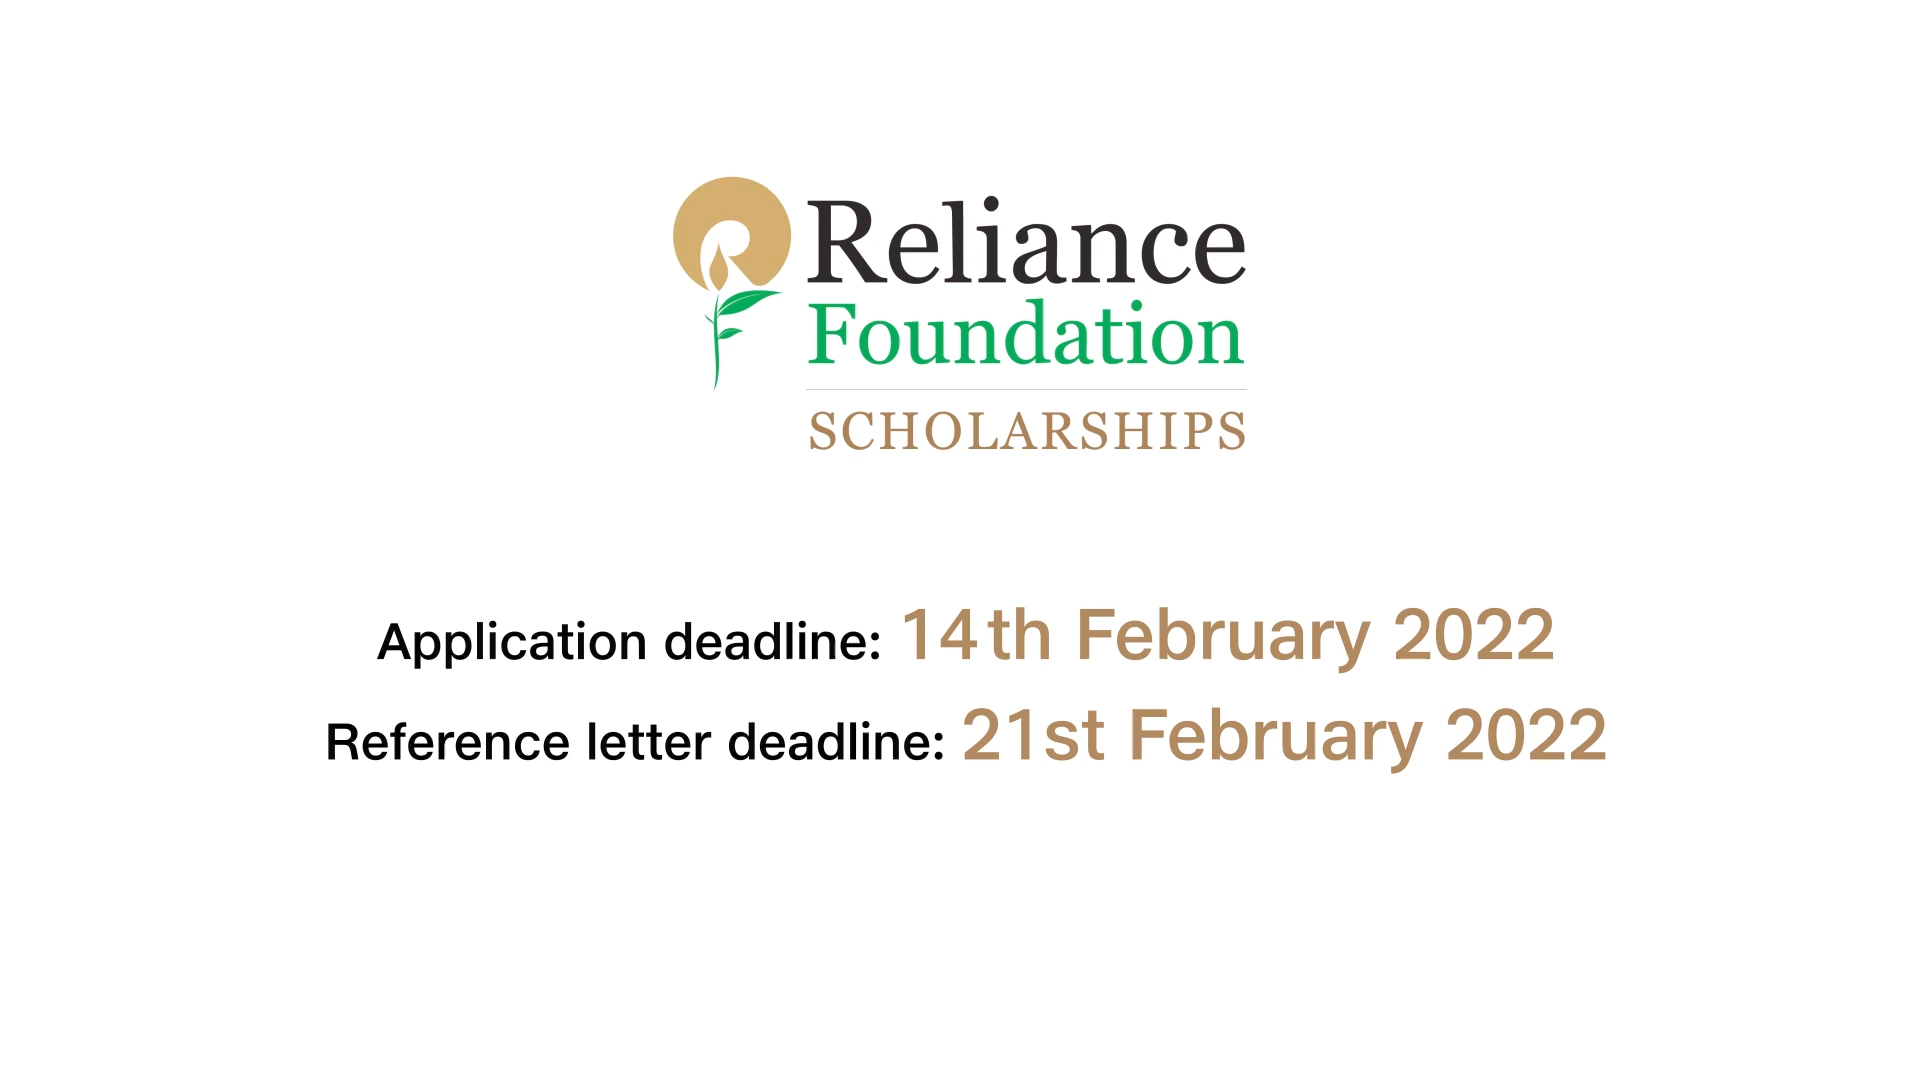 Reliance
Foundation
SCHOLARSHIPS
Application deadline: 14th February 2022
Reference letter deadline: 21st February 2022